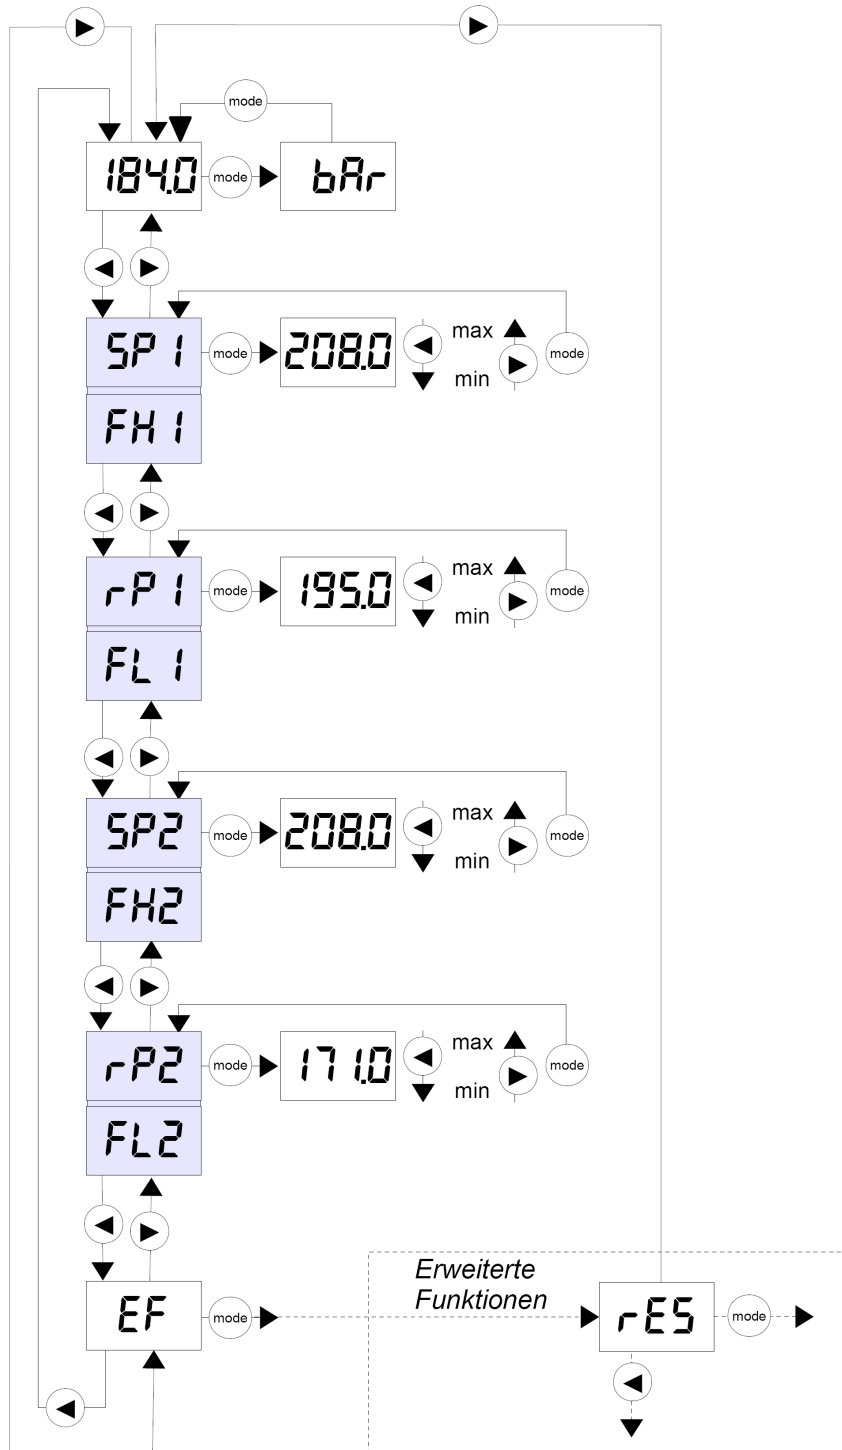 mode
184.0 mode bAr
SP1 mode 208.0 max mode
min
FH1
rP1 mode 195.0 max mode
min
FL1
SP2 mode 208.0 max mode
min
FH2
rP2 mode 171.0 max mode
min
FL2
Erweiterte
Funktionen
EF mode rES mode